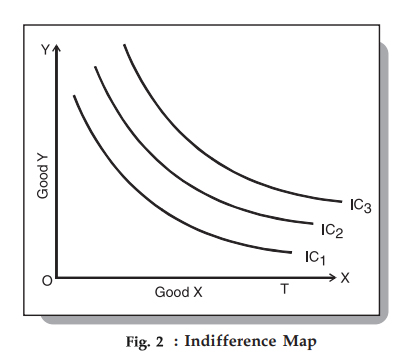 Y
Good Y
IC3
IC2
IC1
O
X
Good X
T
Fig. 2 : Indifference Map